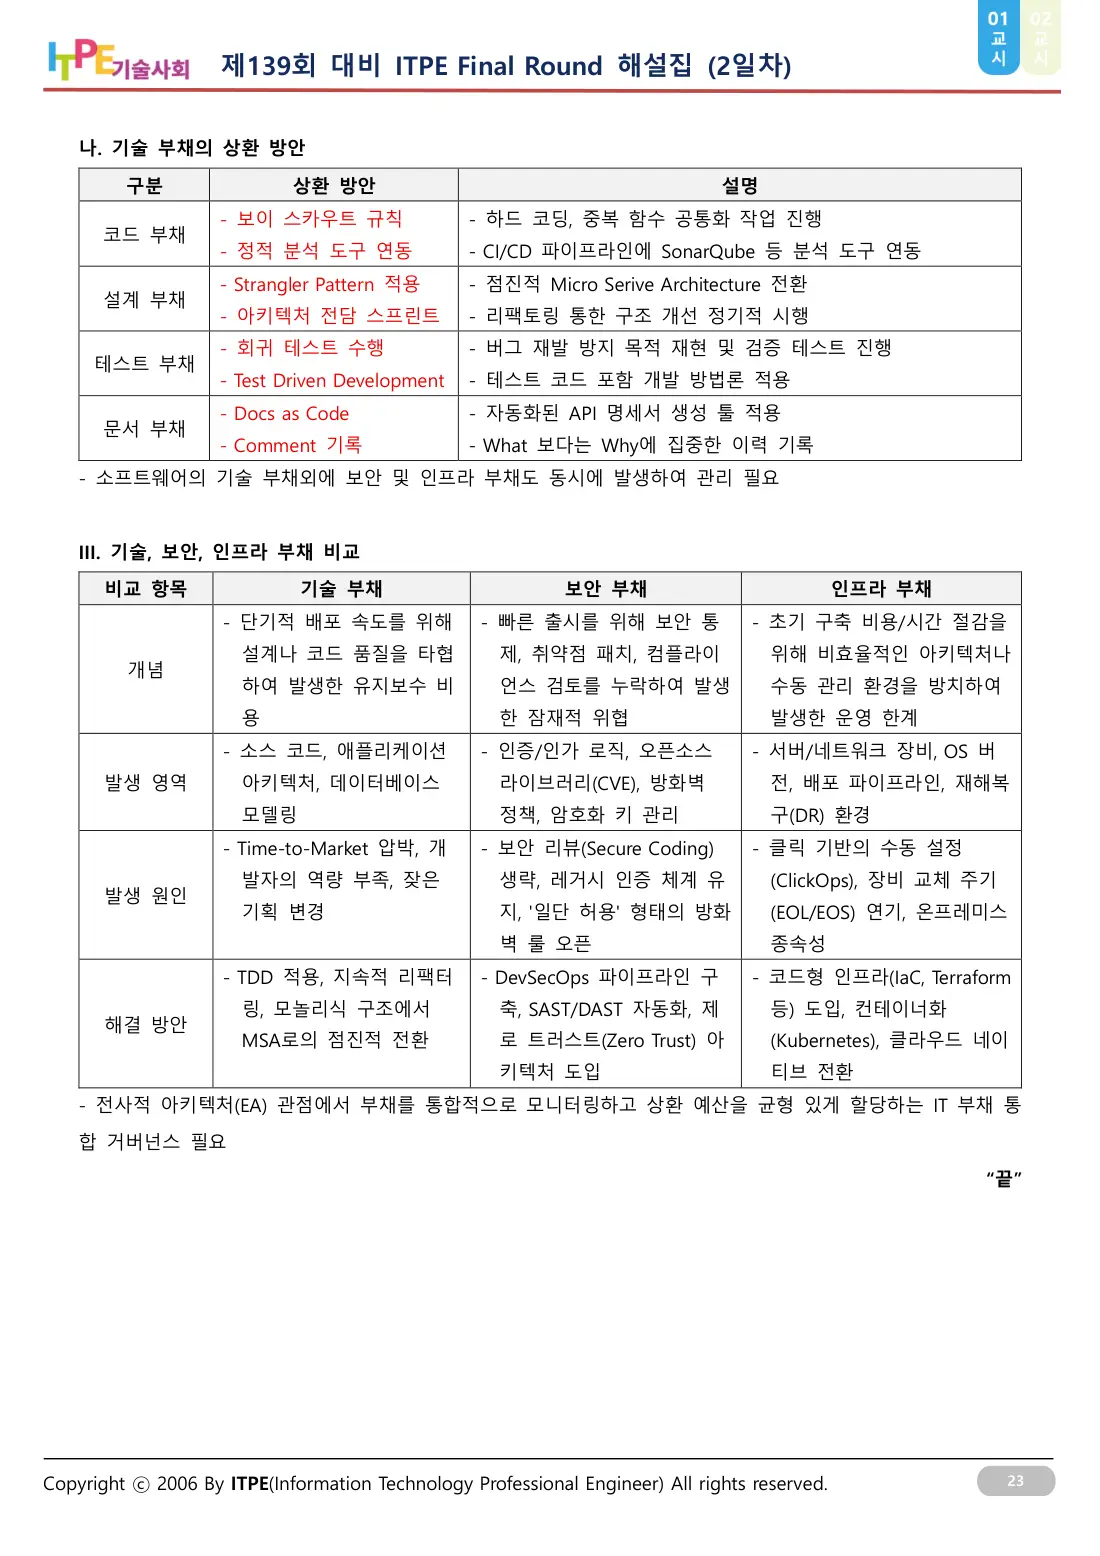 ITPE기술사회 제139회 대비 ITPE Final Round 해설집 (2일차)
01 교시
02 교시
나. 기술 부채의 상환 방안
구분 상환 방안 설명
코드 부채
- 보이 스카우트 규칙
- 정적 분석 도구 연동
- 하드 코딩, 중복 함수 공통화 작업 진행
- CI/CD 파이프라인에 SonarQube 등 분석 도구 연동
설계 부채
- Strangler Pattern 적용
- 아키텍처 전담 스프린트
- 점진적 Micro Serive Architecture 전환
- 리팩토링 통한 구조 개선 정기적 시행
테스트 부채
- 회귀 테스트 수행
- Test Driven Development
- 버그 재발 방지 목적 재현 및 검증 테스트 진행
- 테스트 코드 포함 개발 방법론 적용
문서 부채
- Docs as Code
- Comment 기록
- 자동화된 API 명세서 생성 툴 적용
- What 보다는 Why에 집중한 이력 기록
- 소프트웨어의 기술 부채외에 보안 및 인프라 부채도 동시에 발생하여 관리 필요
III. 기술, 보안, 인프라 부채 비교
비교 항목 기술 부채 보안 부채 인프라 부채
개념
- 단기적 배포 속도를 위해
설계나 코드 품질을 타협
하여 발생한 유지보수 비
용
- 빠른 출시를 위해 보안 통
제, 취약점 패치, 컴플라이
언스 검토를 누락하여 발생
한 잠재적 위협
- 초기 구축 비용/시간 절감을
위해 비효율적인 아키텍처나
수동 관리 환경을 방치하여
발생한 운영 한계
발생 영역
- 소스 코드, 애플리케이션
아키텍처, 데이터베이스
모델링
- 인증/인가 로직, 오픈소스
라이브러리(CVE), 방화벽
정책, 암호화 키 관리
- 서버/네트워크 장비, OS 버
전, 배포 파이프라인, 재해복
구(DR) 환경
발생 원인
- Time-to-Market 압박, 개
발자의 역량 부족, 잦은
기획 변경
- 보안 리뷰(Secure Coding)
생략, 레거시 인증 체계 유
지, '일단 허용' 형태의 방화
벽 룰 오픈
- 클릭 기반의 수동 설정
(ClickOps), 장비 교체 주기
(EOL/EOS) 연기, 온프레미스
종속성
해결 방안
- TDD 적용, 지속적 리팩터
링, 모놀리식 구조에서
MSA로의 점진적 전환
- DevSecOps 파이프라인 구
축, SAST/DAST 자동화, 제
로 트러스트(Zero Trust) 아
키텍처 도입
- 코드형 인프라(IaC, Terraform
등) 도입, 컨테이너화
(Kubernetes), 클라우드 네이
티브 전환
- 전사적 아키텍처(EA) 관점에서 부채를 통합적으로 모니터링하고 상환 예산을 균형 있게 할당하는 IT 부채 통
합 거버넌스 필요
“끝”
Copyright ⓒ 2006 By ITPE(Information Technology Professional Engineer) All rights reserved.
23